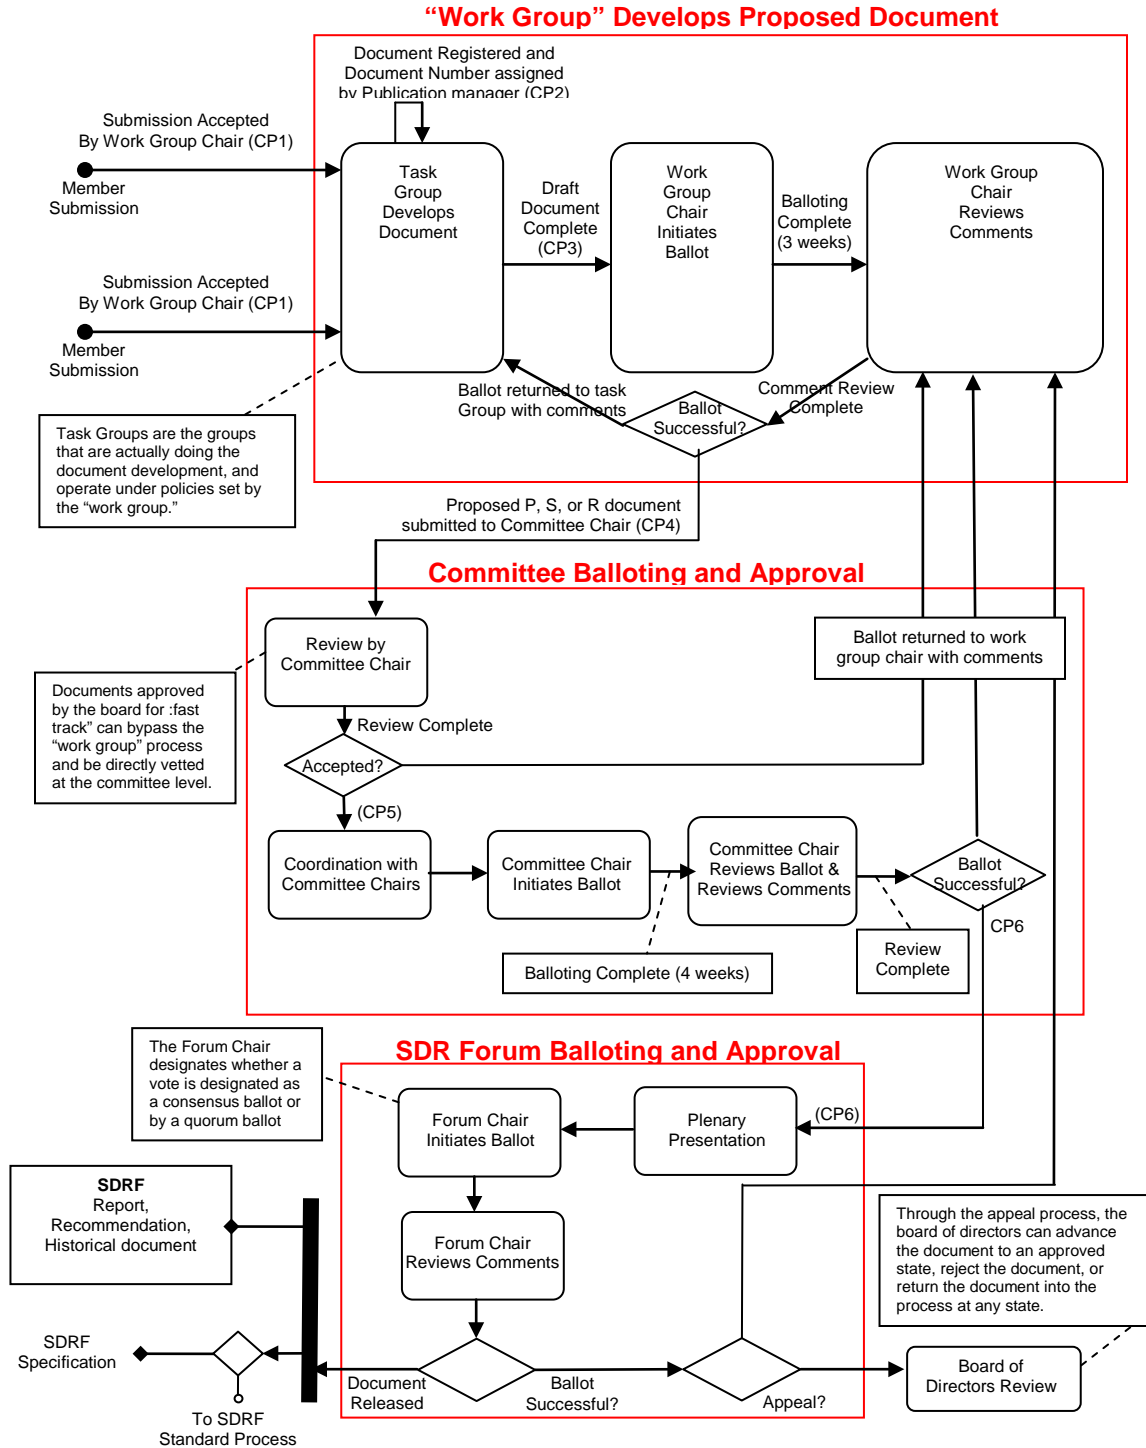 “Work Group” Develops Proposed Document
Document Registered and
Document Number assigned
by Publication manager (CP2)
Submission Accepted
By Work Group Chair (CP1)
Member
Submission
Task
Group
Develops
Document
Draft
Document
Complete
(CP3)
Work
Group
Chair
Initiates
Ballot
Balloting
Complete
(3 weeks)
Work Group
Chair
Reviews
Comments
Submission Accepted
By Work Group Chair (CP1)
Member
Submission
Ballot returned to task
Group with comments
Ballot
Successful?
Comment Review
Complete
Task Groups are the groups
that are actually doing the
document development, and
operate under policies set by
the “work group.”
Proposed P, S, or R document
submitted to Committee Chair (CP4)
Committee Balloting and Approval
Review by
Committee Chair
Ballot returned to work
group chair with comments
Documents approved
by the board for :fast
track” can bypass the
“work group” process
and be directly vetted
at the committee level.
Review Complete
Accepted?
(CP5)
Coordination with
Committee Chairs
Committee Chair
Initiates Ballot
Committee Chair
Reviews Ballot &
Reviews Comments
Ballot
Successful?
CP6
Balloting Complete (4 weeks)
Review
Complete
SDR Forum Balloting and Approval
The Forum Chair
designates whether a
vote is designated as
a consensus ballot or
by a quorum ballot
Forum Chair
Initiates Ballot
Plenary
Presentation
(CP6)
SDRF
Report,
Recommendation,
Historical document
Forum Chair
Reviews Comments
Through the appeal process, the
board of directors can advance
the document to an approved
state, reject the document, or
return the document into the
process at any state.
SDRF
Specification
To SDRF
Standard Process
Document
Released
Ballot
Successful?
Appeal?
Board of
Directors Review